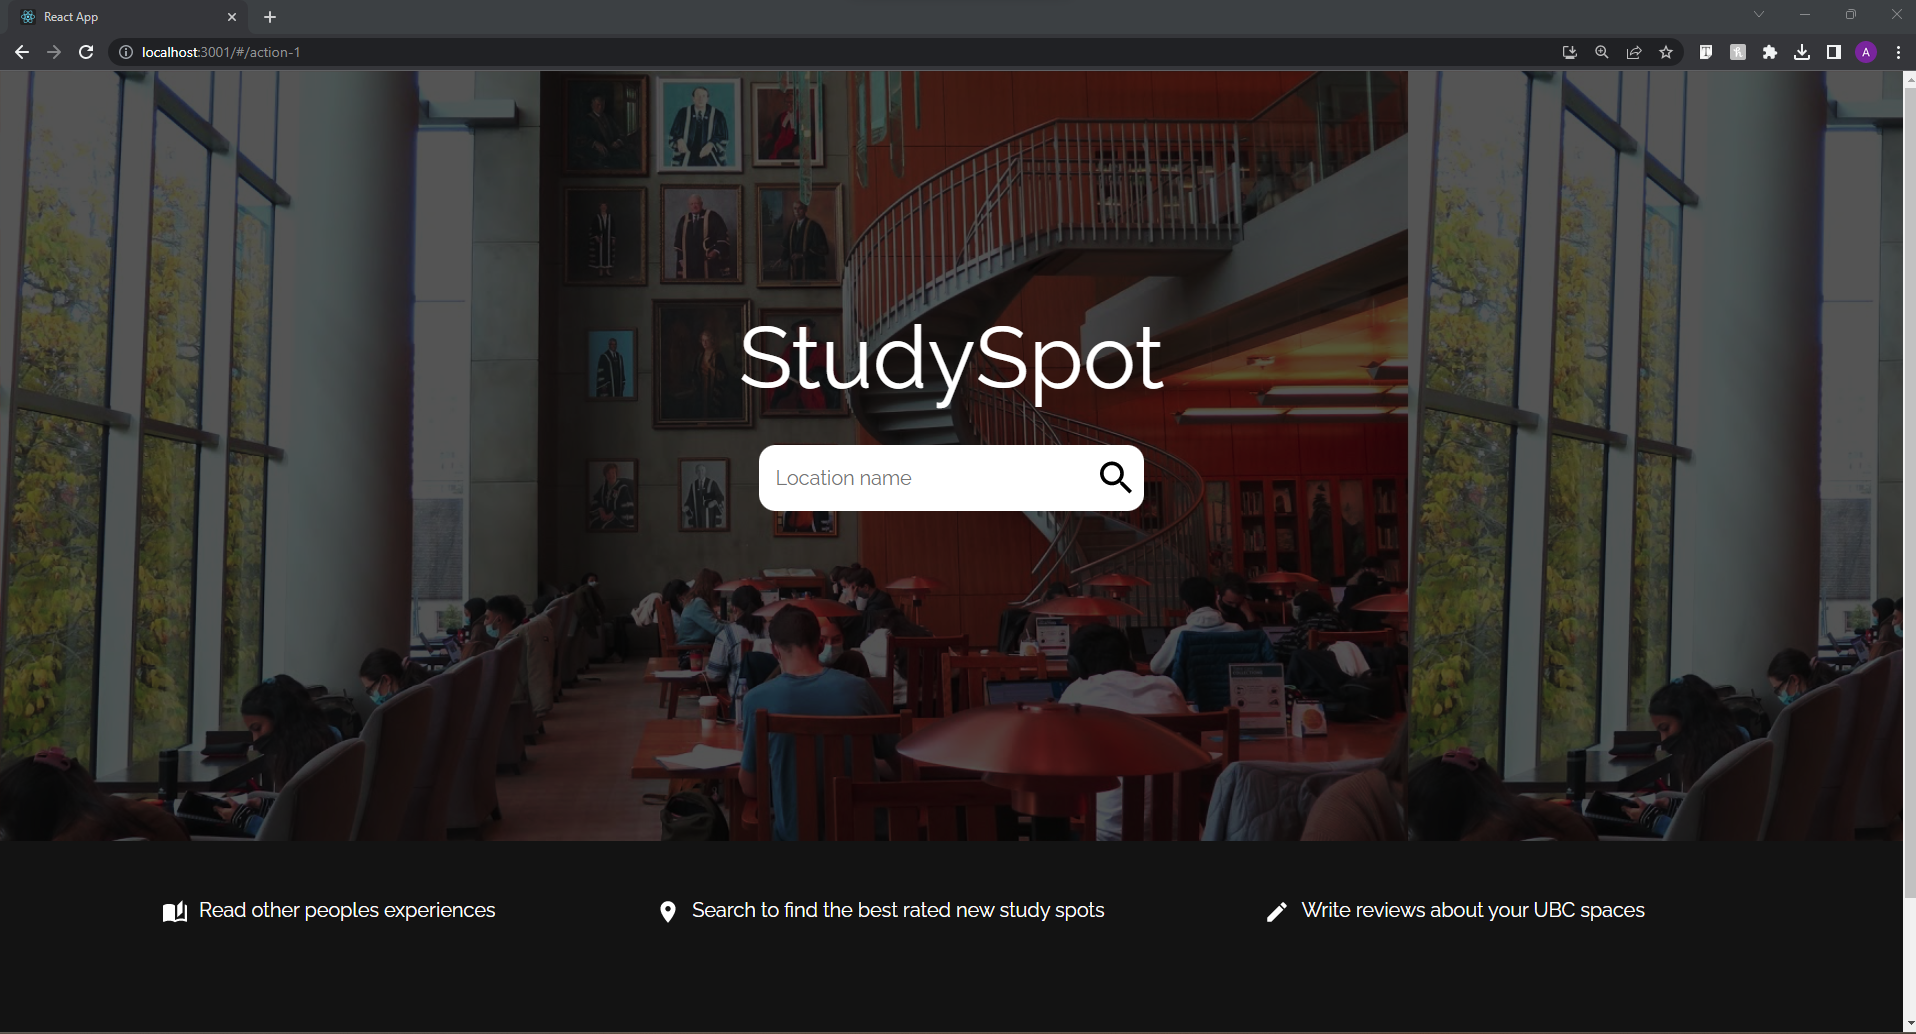 React App
localhost:3001/#/action-1
A
StudySpot
Location name
Read other peoples experiences
Search to find the best rated new study spots
Write reviews about your UBC spaces